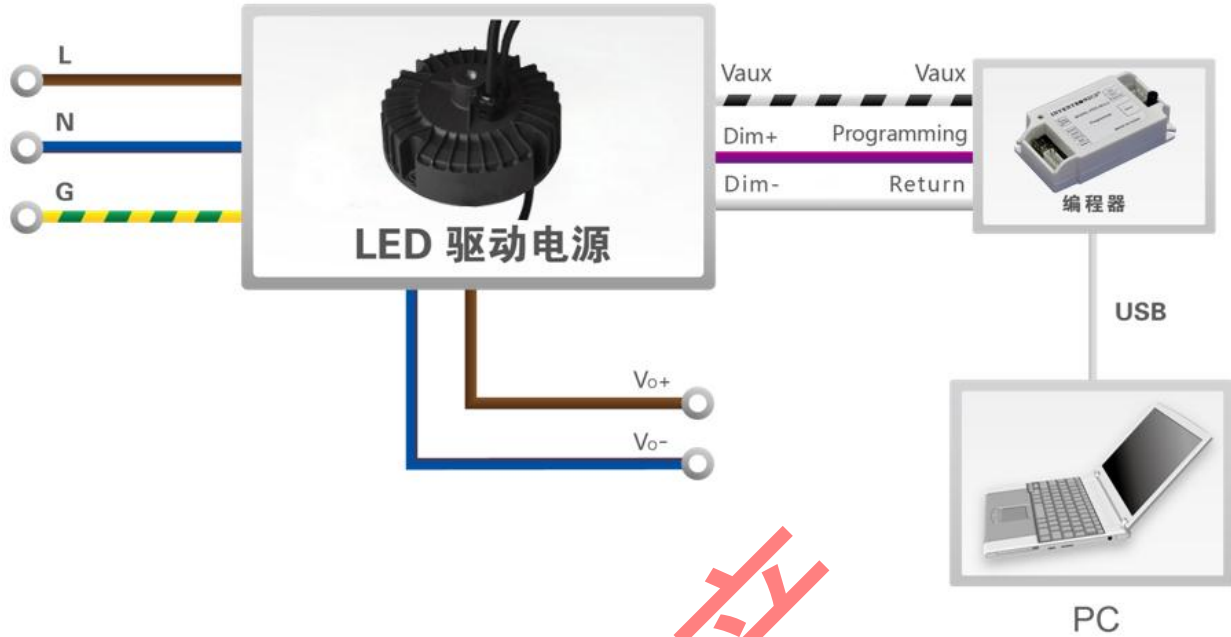 L
N
G
LED 驱动电源
Vaux
Vaux
Dim+
Programming
Dim-
Return
编程器
USB
Vo+
Vo-
PC